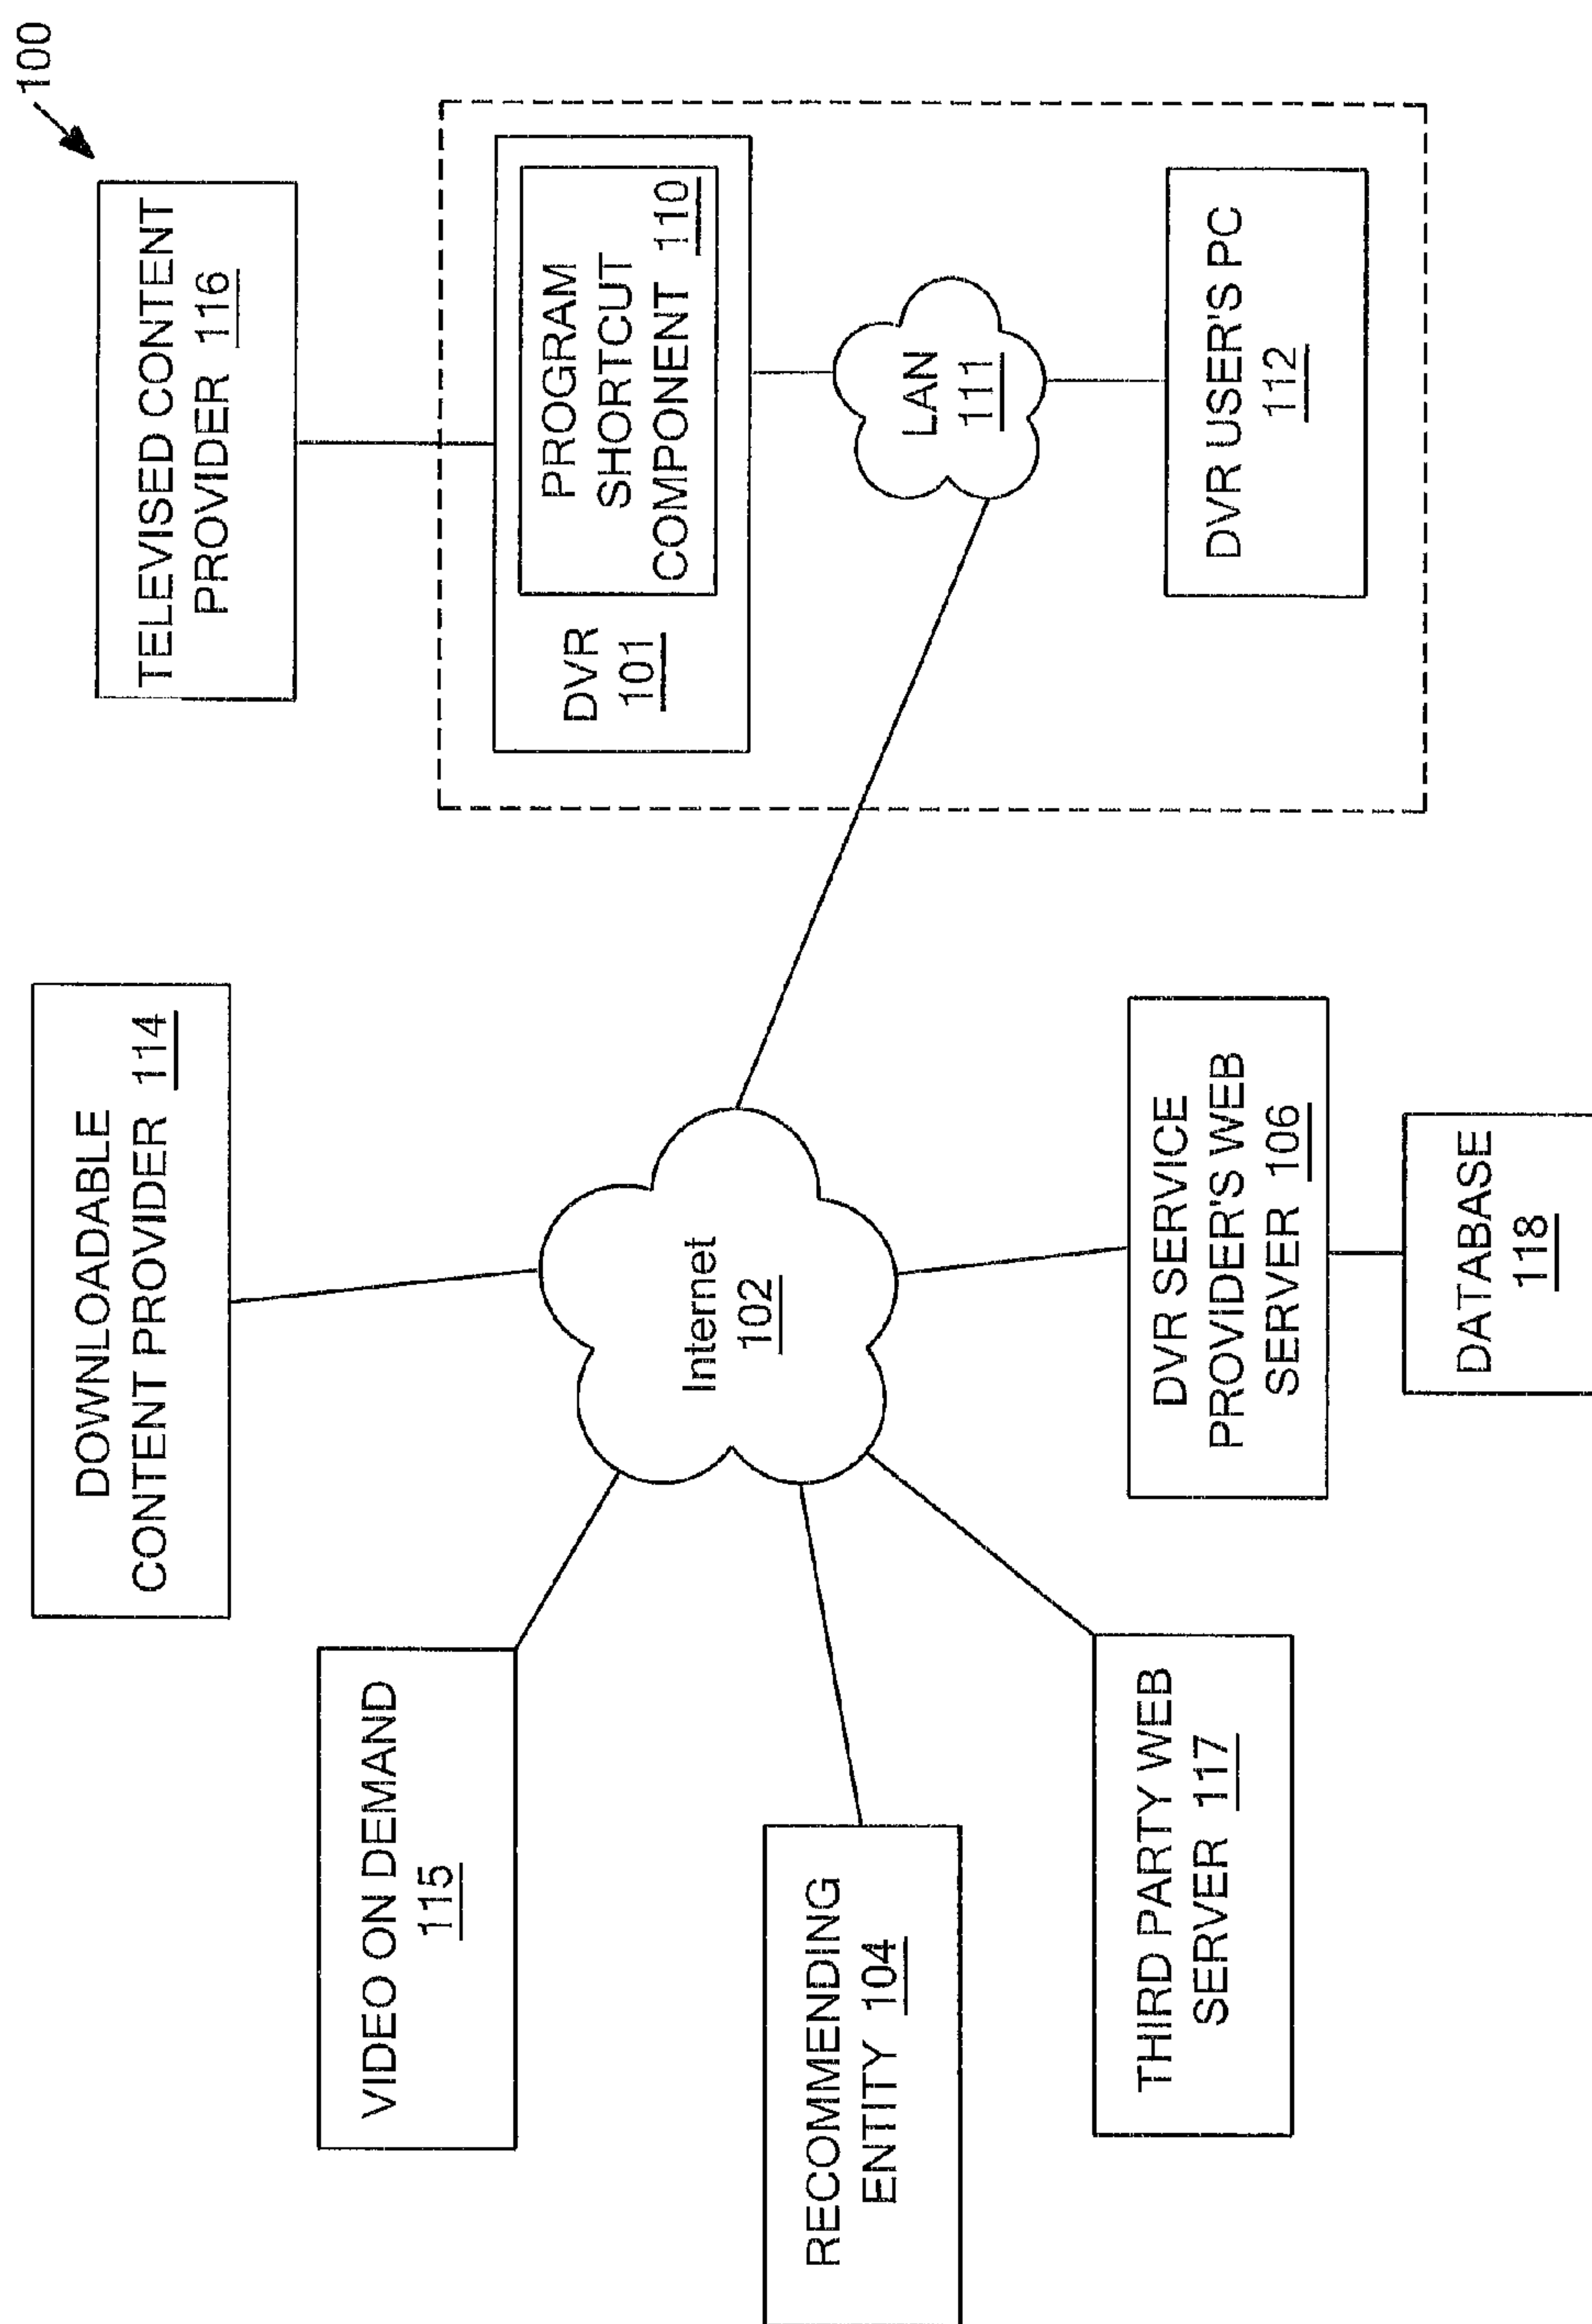 100
TELEVISED CONTENT
PROVIDER 116
DOWNLOADABLE
CONTENT PROVIDER 114
VIDEO ON DEMAND
115
PROGRAM
SHORTCUT
COMPONENT 110
DVR
101
Internet
102
LAN
111
RECOMMENDING
ENTITY 104
THIRD PARTY WEB
SERVER 117
DVR SERVICE
PROVIDER'S WEB
SERVER 106
DVR USER'S PC
112
DATABASE
118